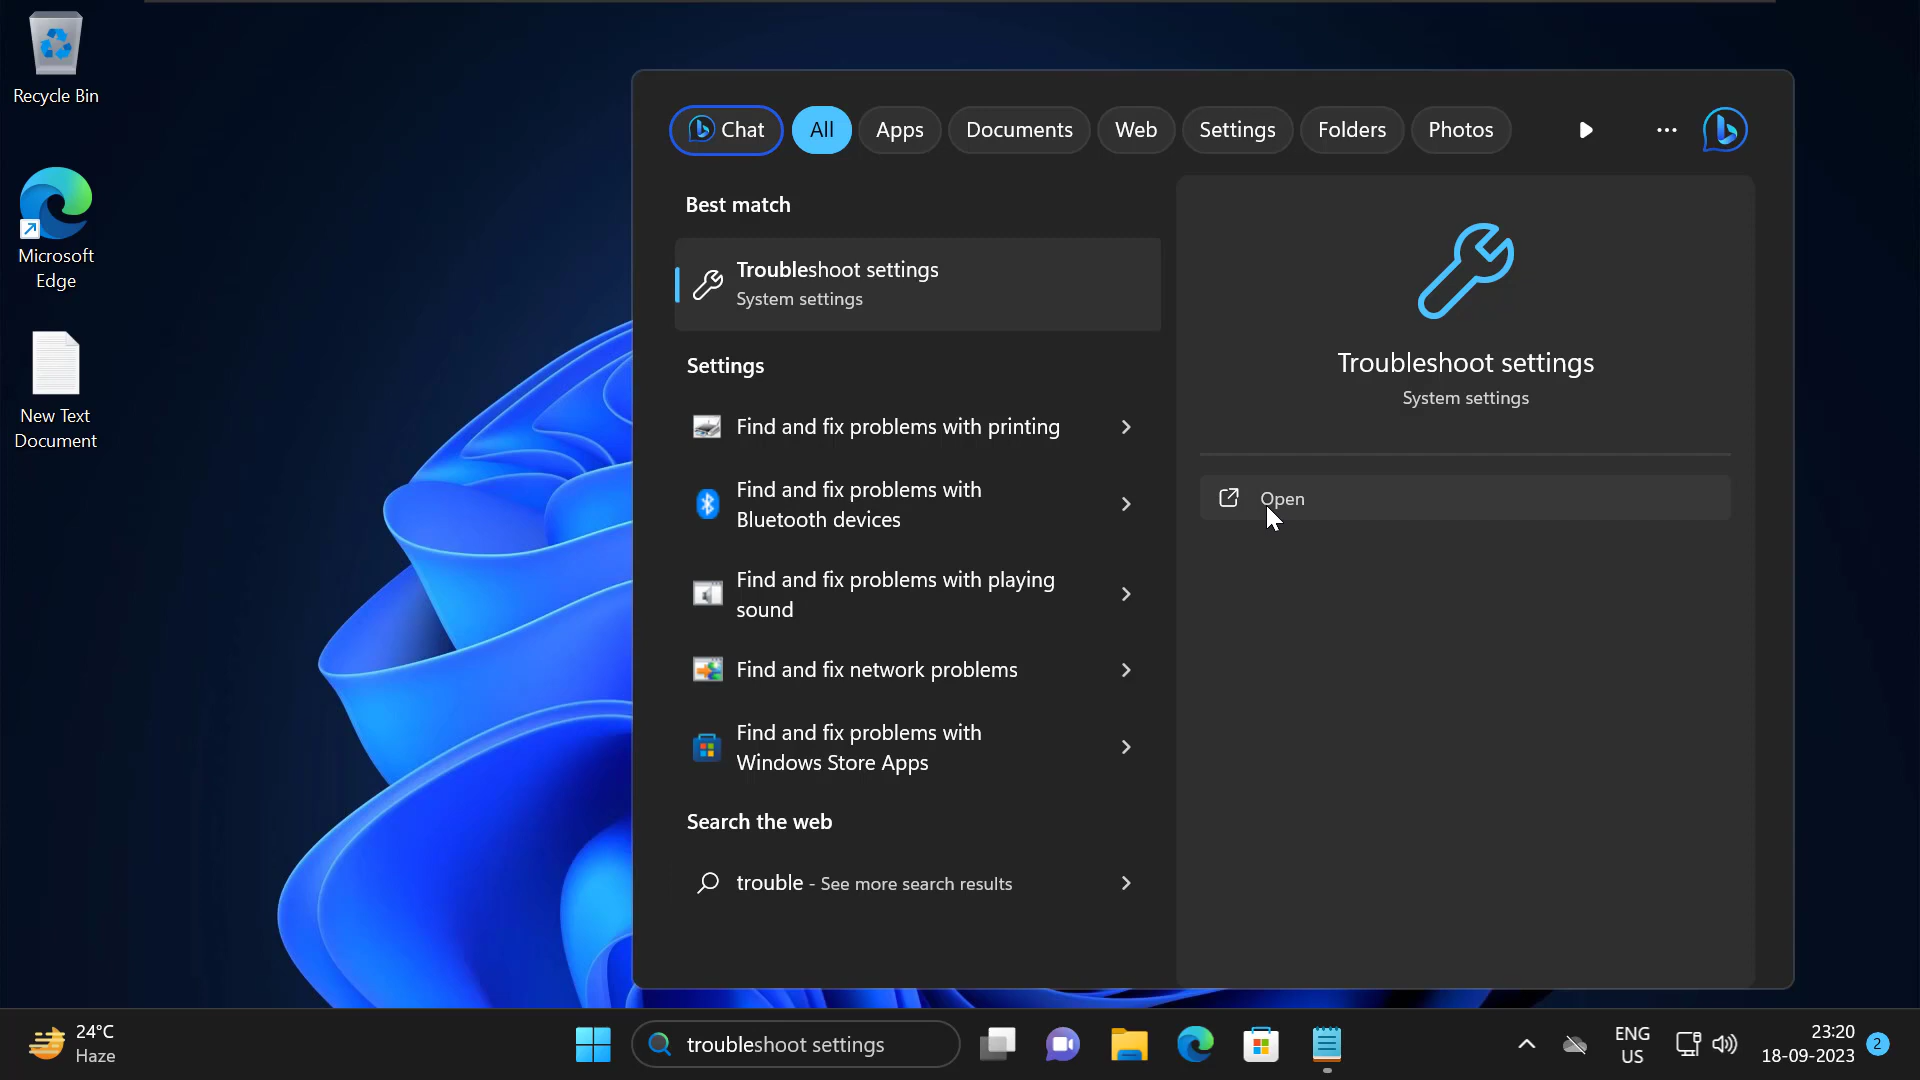 Recycle Bin
Microsoft
Edge
New Text
Document
Chat
All
Apps
Documents
Web
Settings
Folders
Photos
Best match
Troubleshoot settings
System settings
Settings
Find and fix problems with printing
Find and fix problems with
Bluetooth devices
Find and fix problems with playing
sound
Find and fix network problems
Find and fix problems with
Windows Store Apps
Search the web
trouble - See more search results
Troubleshoot settings
System settings
Open
24°C
Haze
troubleshoot settings
ENG
US
23:20
18-09-2023
2